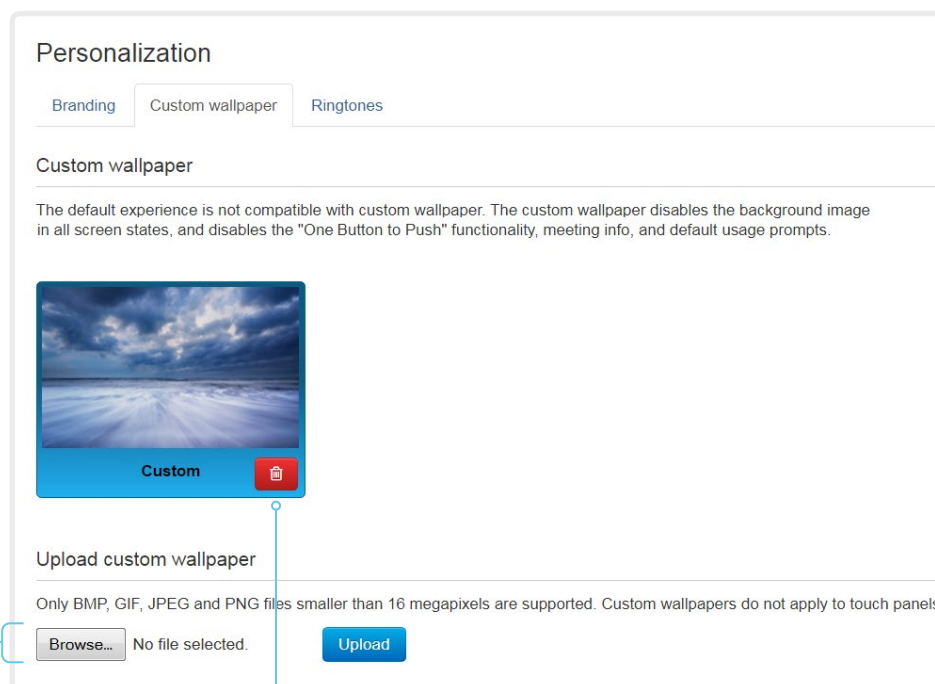 Personalization
Branding Custom wallpaper Ringtones
Custom wallpaper
The default experience is not compatible with custom wallpaper. The custom wallpaper disables the background image
in all screen states, and disables the "One Button to Push" functionality, meeting info, and default usage prompts.
Custom
Upload custom wallpaper
Only BMP, GIF, JPEG and PNG files smaller than 16 megapixels are supported. Custom wallpapers do not apply to touch panels
Browse... No file selected. Upload